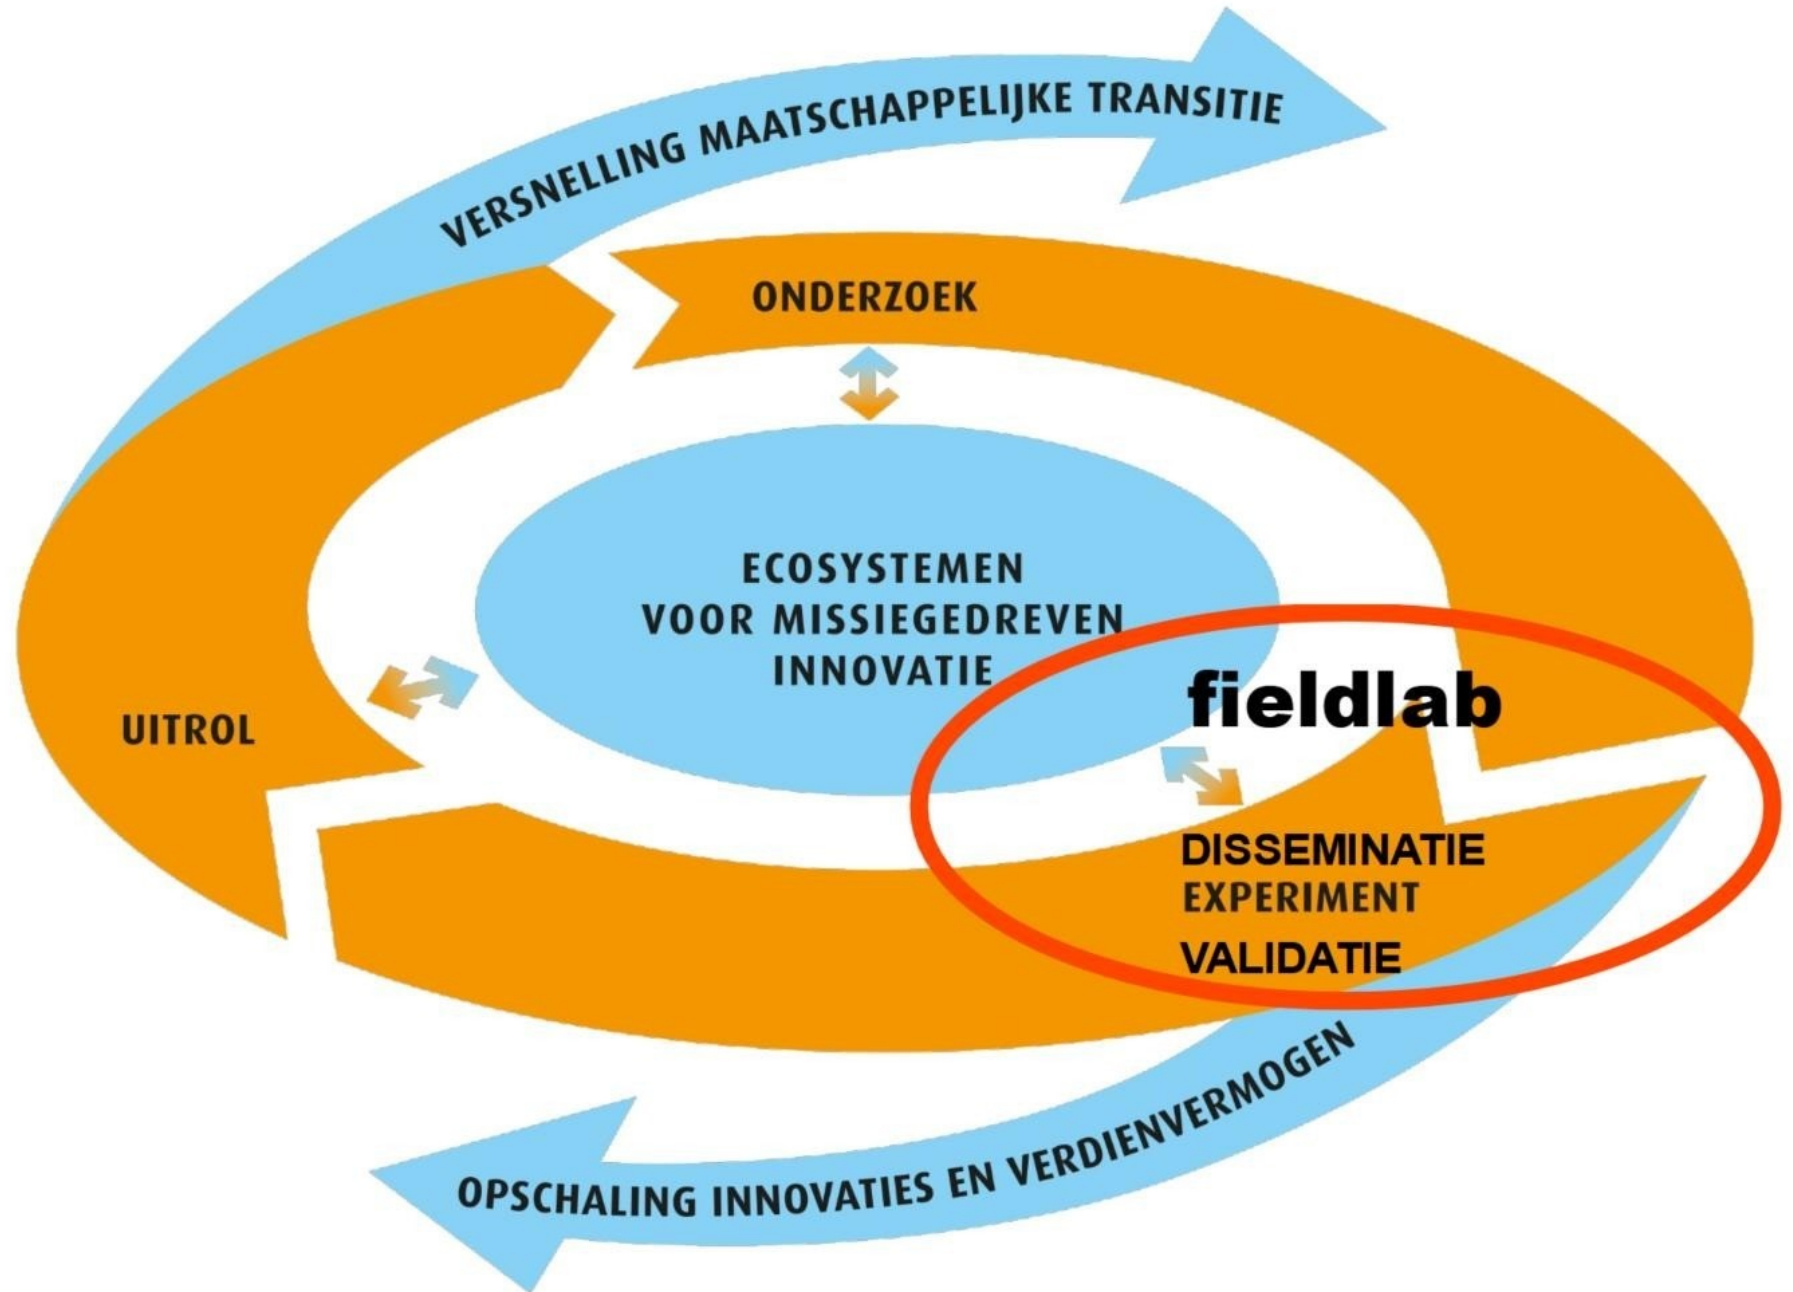 VERSNELLING MAATSCHAPPELIJKE TRANSITIE
ONDERZOEK
ECOSYSTEMEN
VOOR MISSIEGEDREVEN
INNOVATIE
fieldlab
UITROL
DISSEMINATIE
EXPERIMENT
VALIDATIE
OPSCHALING INNOVATIES EN VERDIENVERMOGEN